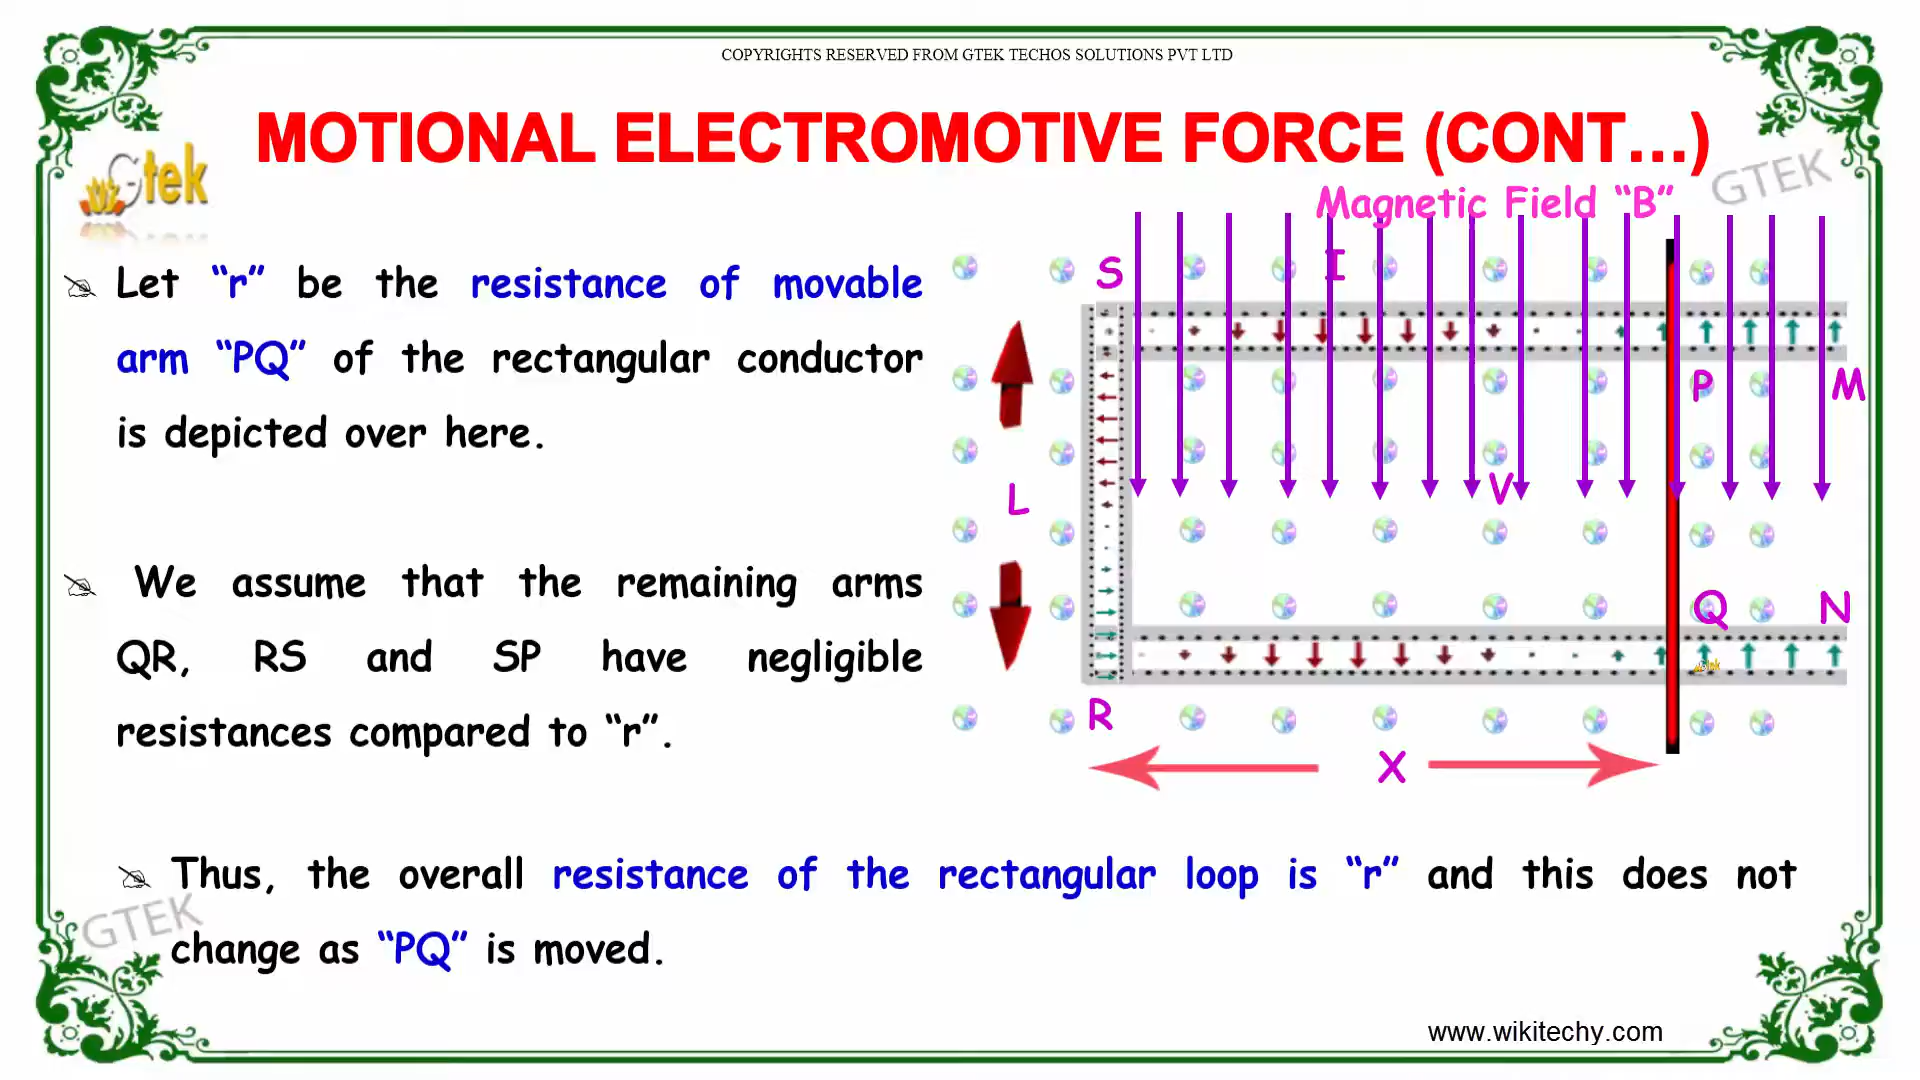 COPYRIGHTS RESERVED FROM GTEK TECHOS SOLUTIONS PVT LTD
MOTIONAL ELECTROMOTIVE FORCE (CONT...)
Gtek
GTEK
Magnetic Field “B”
Let “r” be the resistance of movable
arm “PQ” of the rectangular conductor
is depicted over here.
We assume that the remaining arms
QR, RS and SP have negligible
resistances compared to “r”.
S
I
P
M
L
V
Q
N
Gtek
R
X
Thus, the overall resistance of the rectangular loop is “r” and this does not
change as “PQ” is moved.
GTEK
www.wikitechy.com